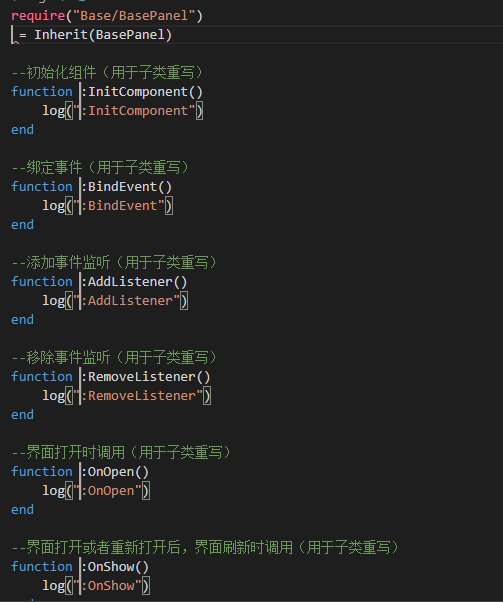 require("Base/BasePanel")
= Inherit(BasePanel)
--初始化组件（用于子类重写）
function :InitComponent()
log(":InitComponent")
end
--绑定事件（用于子类重写）
function :BindEvent()
log(":BindEvent")
end
--添加事件监听（用于子类重写）
function :AddListener()
log(":AddListener")
end
--移除事件监听（用于子类重写）
function :RemoveListener()
log(":RemoveListener")
end
--界面打开时调用（用于子类重写）
function :OnOpen()
log(":OnOpen")
end
--界面打开或者重新打开后，界面刷新时调用（用于子类重写）
function :OnShow()
log(":OnShow")